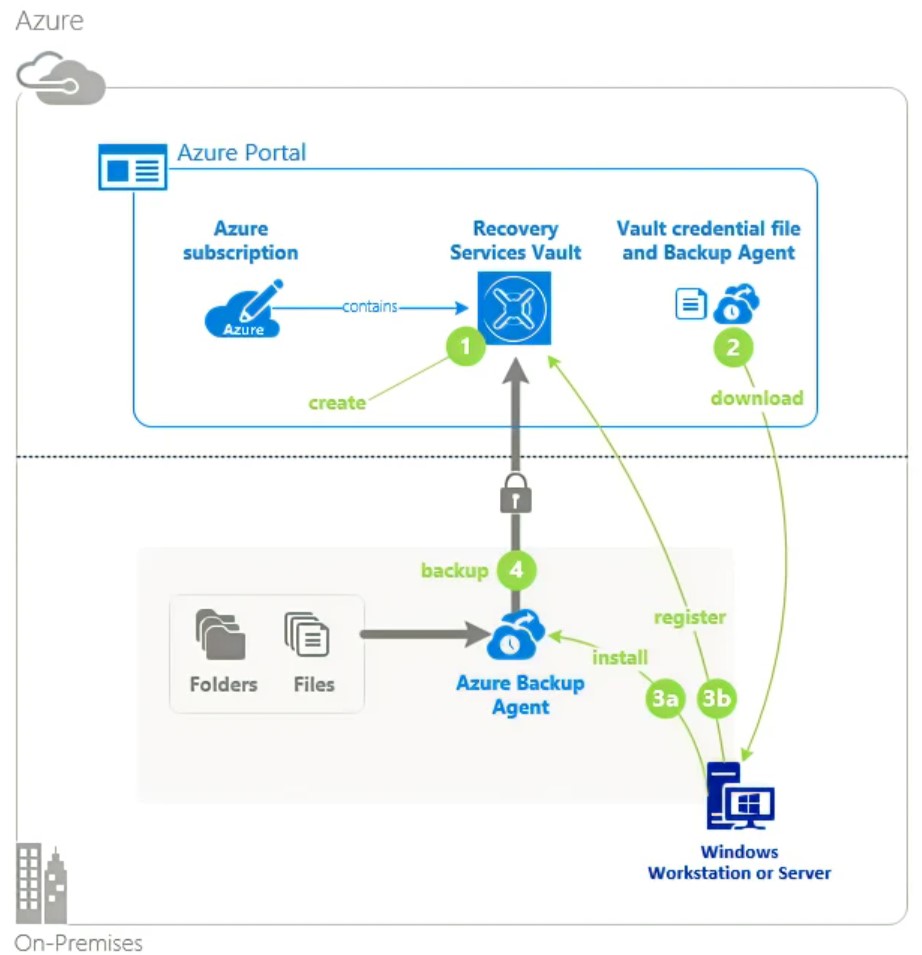 Azure
Azure Portal
Azure
subscription
Recovery
Services Vault
Vault credential file
and Backup Agent
contains
Azure
1
2
create
download
backup
4
register
install
Folders
Files
Azure Backup
Agent
3a
3b
Windows
Workstation or Server
On-Premises